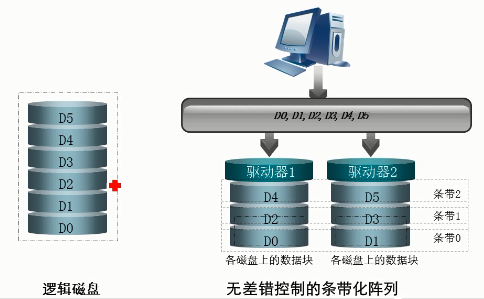 D0, D1, D2, D3, D4, D5
D5
D4
D3
D2
D1
D0
驱动器1
驱动器2
D4
D5
条带2
D2
D3
条带1
D0
D1
条带0
各磁盘上的数据块
各磁盘上的数据块
逻辑磁盘
无差错控制的条带化阵列